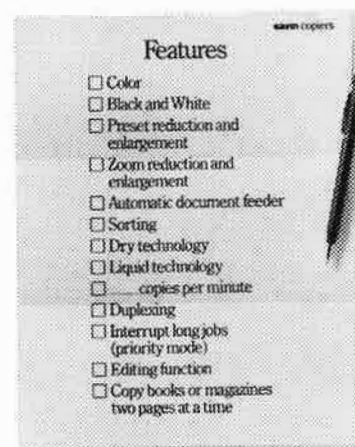 savin copiers
Features
Color
Black and White
Preset reduction and
enlargement
Zoom reduction and
enlargement
Automatic document feeder
Sorting
Dry technology
Liquid technology
____ copies per minute
Duplexing
Interrupt long jobs
(priority mode)
Editing function
Copy books or magazines
two pages at a time